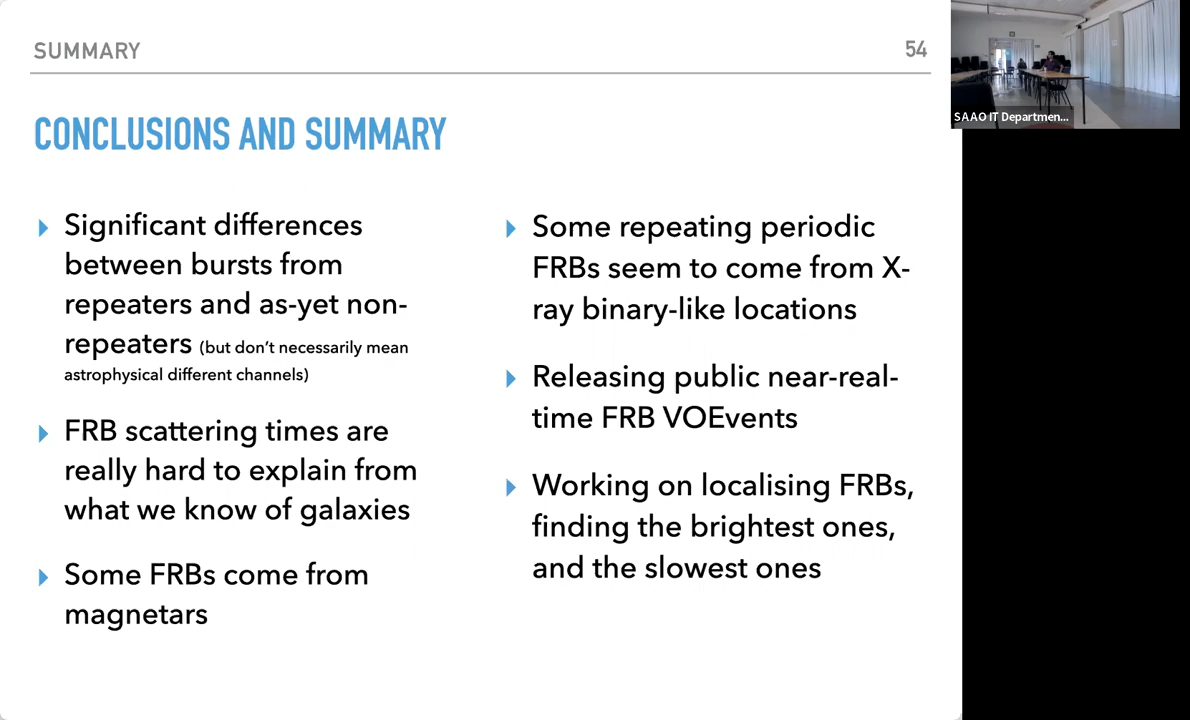 SUMMARY
54
CONCLUSIONS AND SUMMARY
Significant differences
between bursts from
repeaters and as-yet non-
repeaters (but don't necessarily mean
astrophysical different channels)
FRB scattering times are
really hard to explain from
what we know of galaxies
Some FRBs come from
magnetars
Some repeating periodic
FRBs seem to come from X-
ray binary-like locations
Releasing public near-real-
time FRB VOEvents
Working on localising FRBs,
finding the brightest ones,
and the slowest ones
SAAO IT Departmen...